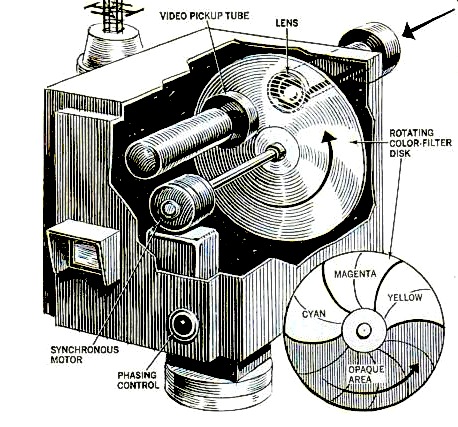 VIDEO PICKUP TUBE
LENS
ROTATING
COLOR-FILTER
DISK
MAGENTA
YELLOW
CYAN
OPAQUE
AREA
SYNCHRONOUS
MOTOR
PHASING
CONTROL